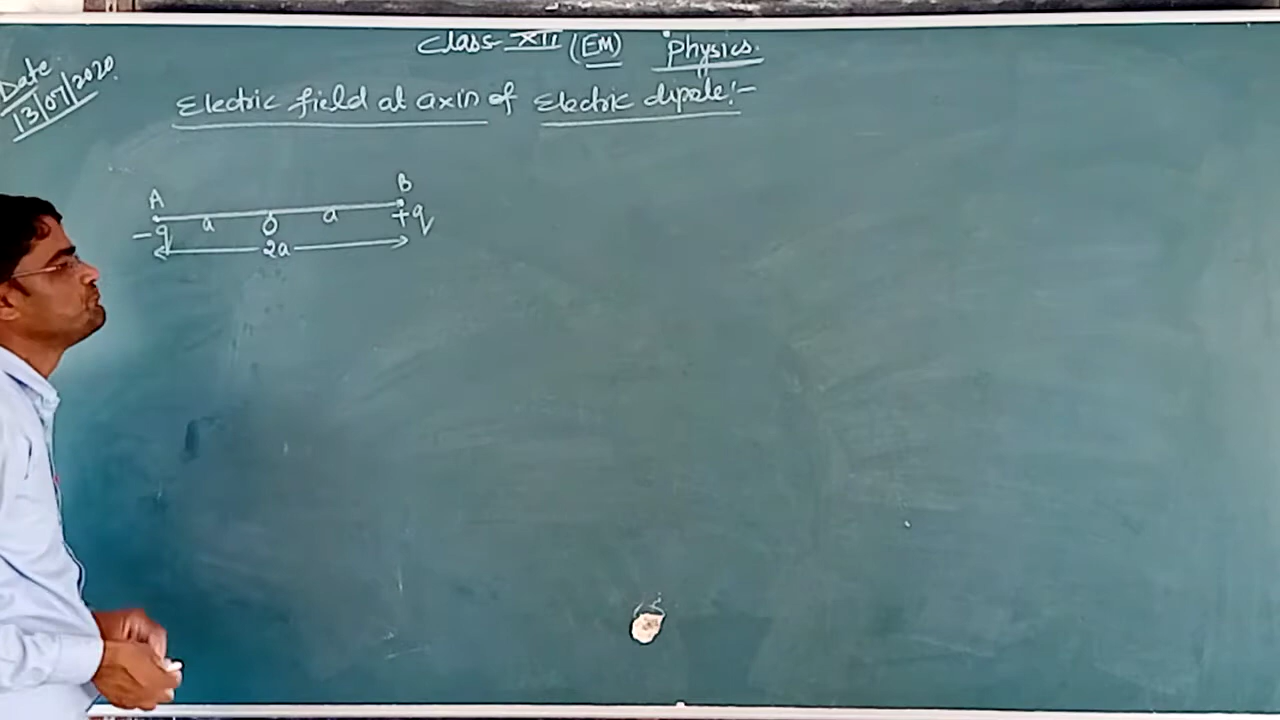 Class-XII (EM) Physics.
Date
13/07/2020
Electric field at axis of Electric dipole:-
A B
a O a
-q +q
2a